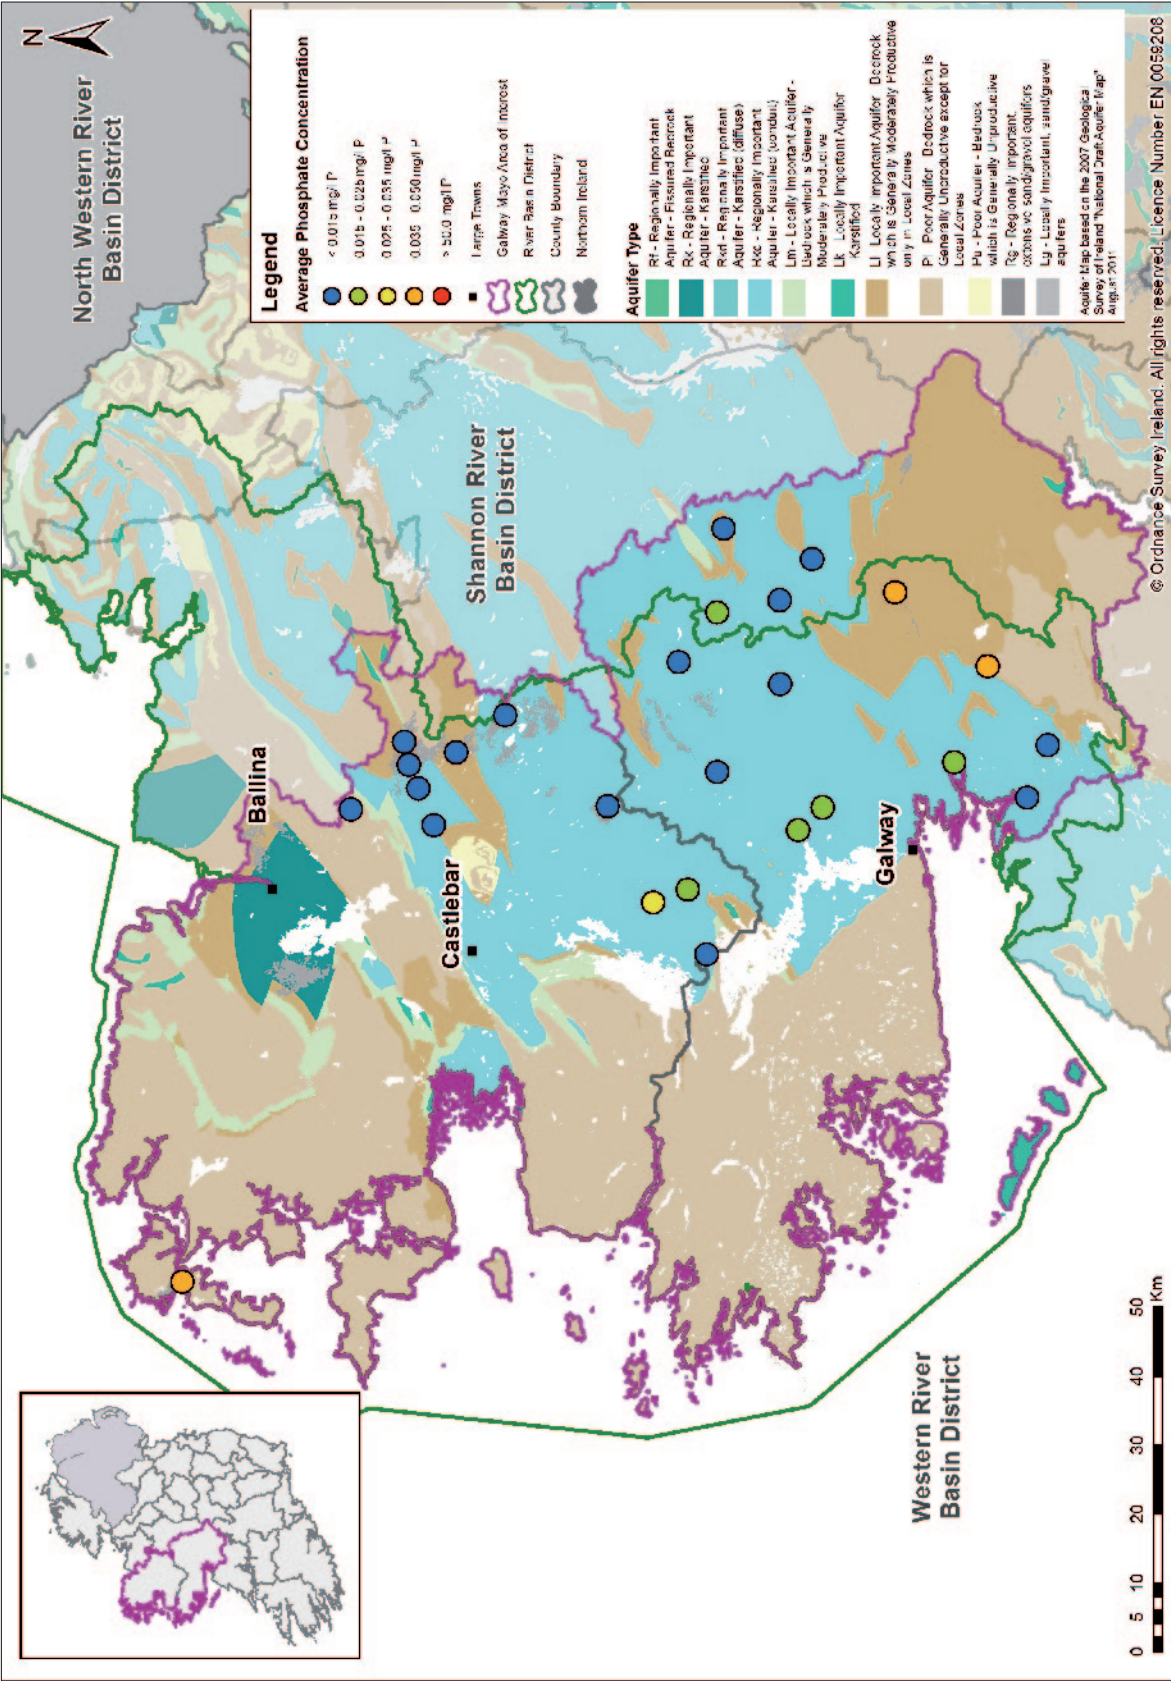 N
North Western River
Basin District
Shannon River
Basin District
Ballina
Castlebar
Galway
Western River
Basin District
0 5 10 20 30 40 50
Km
Legend
Average Phosphate Concentration
< 0.015 mg/l P
0.015 - 0.025 mg/l P
0.025 - 0.035 mg/l P
0.035 - 0.050 mg/l P
> 50.0 mg/l P
Large Towns
Galway Mayo Area of Interest
River Basin District
County Boundary
Northern Ireland
Aquifer Type
Rf - Regionally Important
Aquifer - Fissured Bedrock
Rk - Regionally Important
Aquifer - Karstified
Rkd - Regionally Important
Aquifer - Karstified (diffuse)
Rkc - Regionally Important
Aquifer - Karstified (conduit)
Lm - Locally Important Aquifer -
Bedrock which is Generally
Moderately Productive
Lk - Locally Important Aquifer
Karstified
Ll - Locally Important Aquifer - Bedrock
which is Generally Moderately Productive
only in Local Zones
Pl - Poor Aquifer - Bedrock which is
Generally Unproductive except for
Local Zones
Pu - Poor Aquifer - Bedrock
which is Generally Unproductive
Rg - Regionally important,
extensive sand/gravel aquifers
Lg - Locally Important, sand/gravel
aquifers
Aquifer Map based on the 2007 Geological
Survey of Ireland "National Draft Aquifer Map"
August 2011
© Ordnance Survey Ireland. All rights reserved. Licence Number EN 0059208